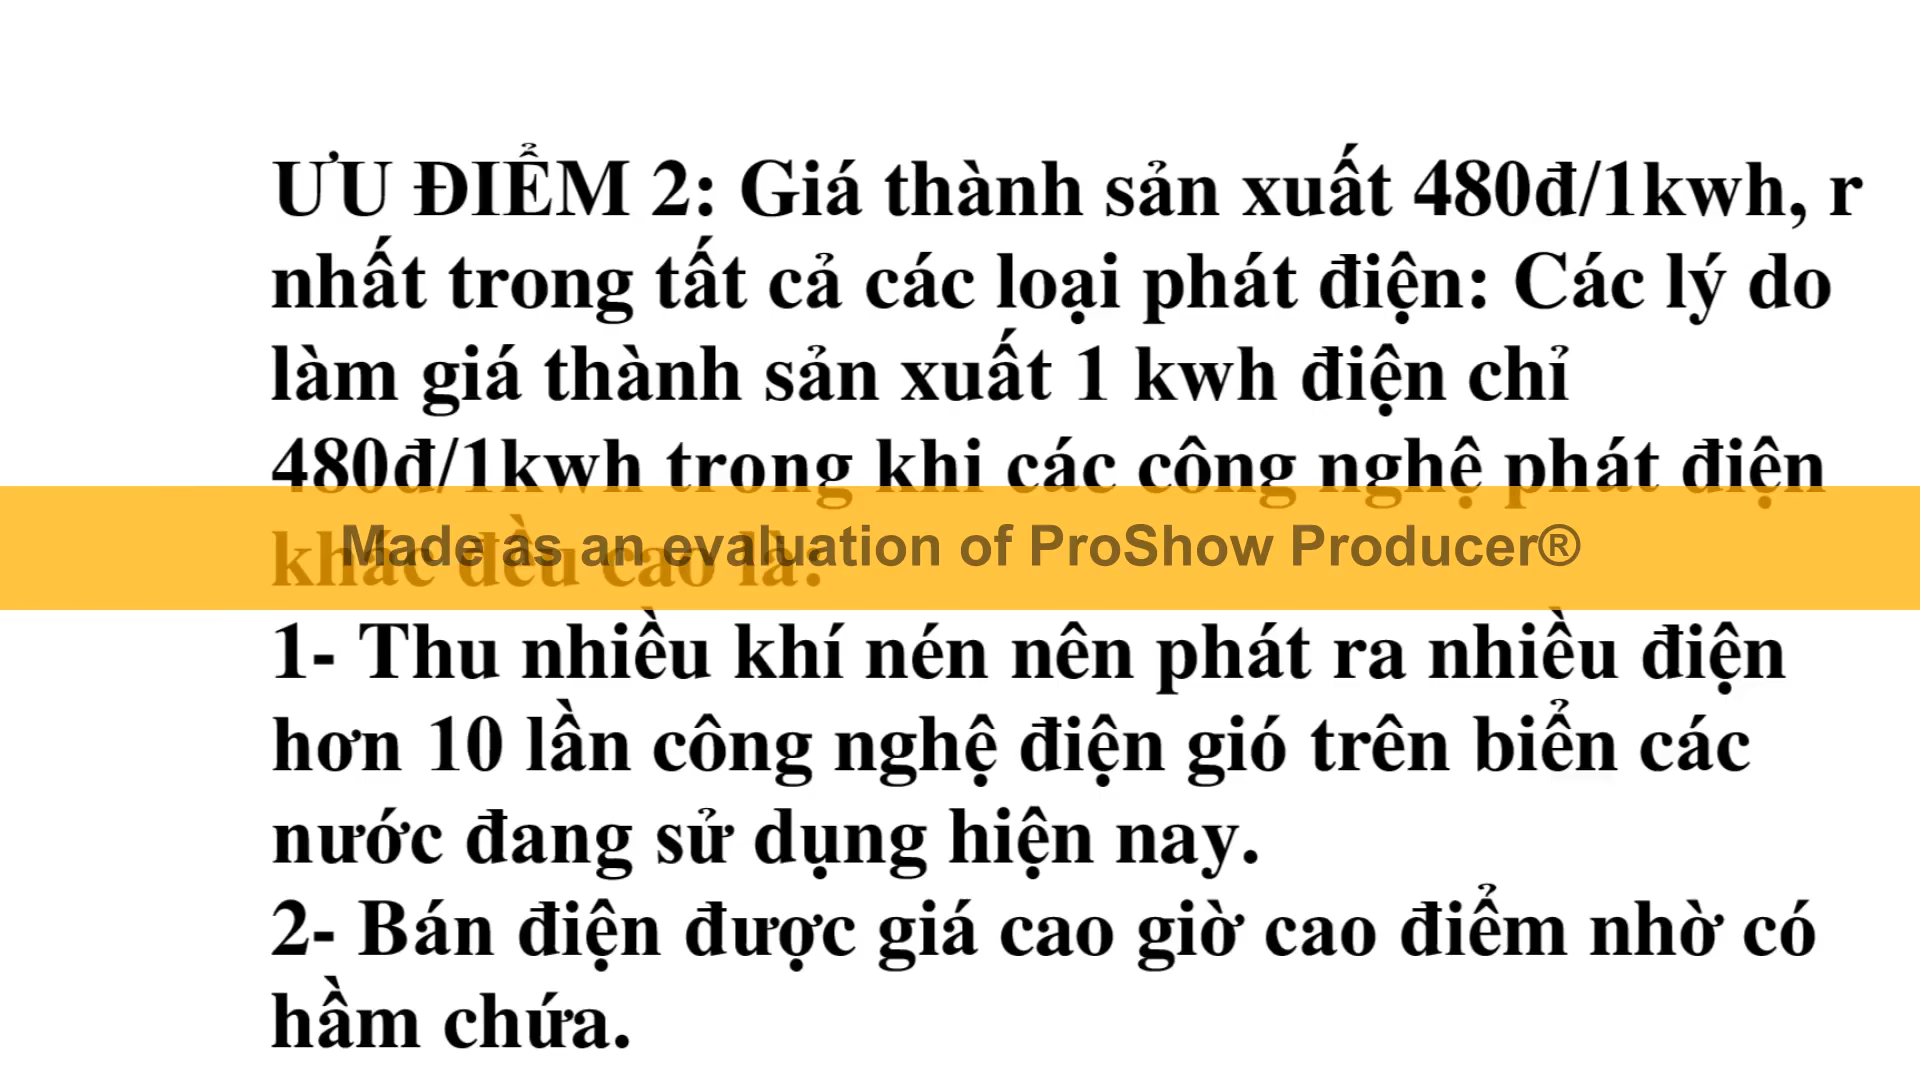 ƯU ĐIỂM 2: Giá thành sản xuất 480đ/1kwh, r
nhất trong tất cả các loại phát điện: Các lý do
làm giá thành sản xuất 1 kwh điện chỉ
480đ/1kwh trong khi các công nghệ phát điện
khác đều cao là:
Made as an evaluation of ProShow Producer®
1- Thu nhiều khí nén nên phát ra nhiều điện
hơn 10 lần công nghệ điện gió trên biển các
nước đang sử dụng hiện nay.
2- Bán điện được giá cao giờ cao điểm nhờ có
hầm chứa.